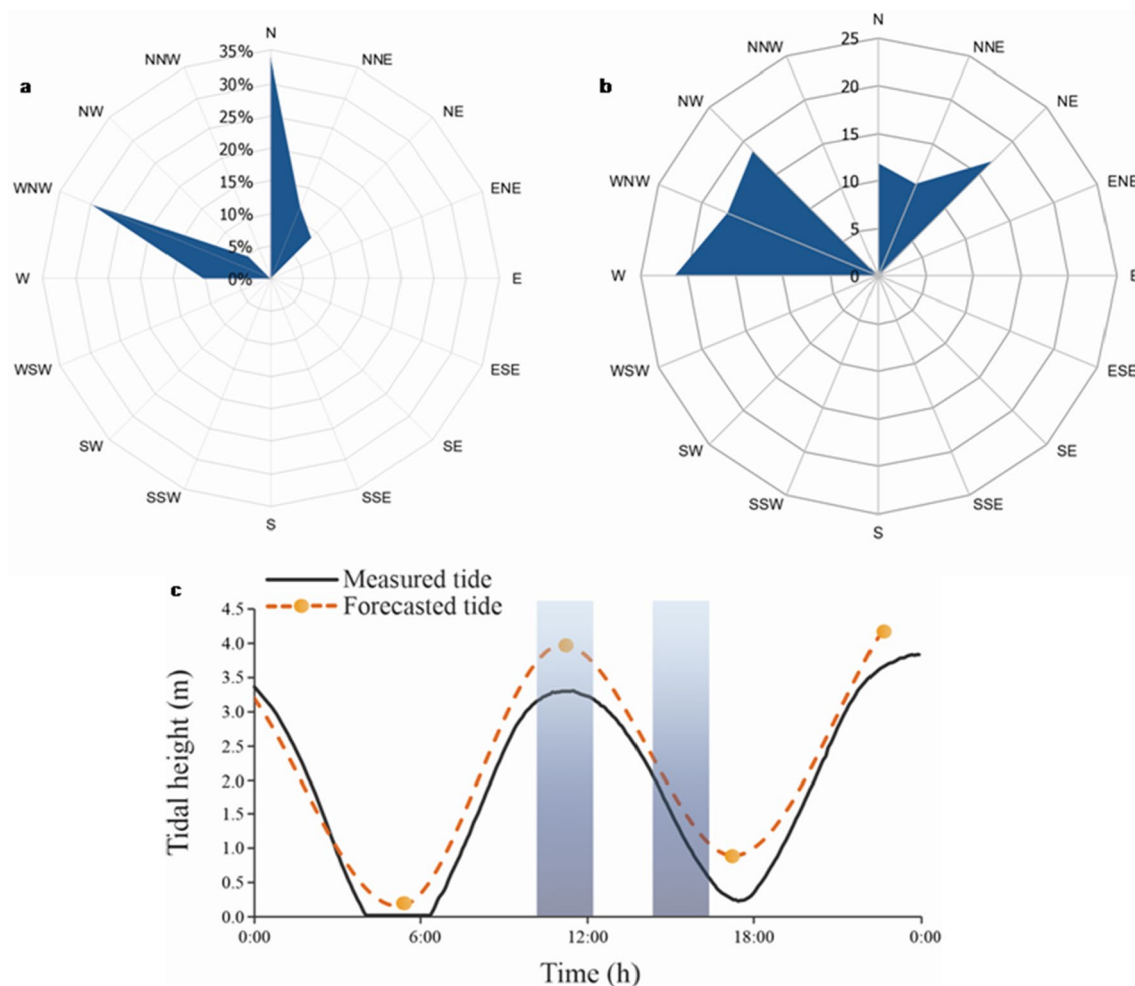 a
N
NNE
NE
ENE
E
ESE
SE
SSE
S
SSW
SW
WSW
W
WNW
NW
NNW
35%
30%
25%
20%
15%
10%
5%
0%
b
N
NNE
NE
ENE
E
ESE
SE
SSE
S
SSW
SW
WSW
W
WNW
NW
NNW
25
20
15
10
5
0
c
Measured tide
Forecasted tide
Tidal height (m)
4.5
4.0
3.5
3.0
2.5
2.0
1.5
1.0
0.5
0.0
0:00 6:00 12:00 18:00 0:00
Time (h)